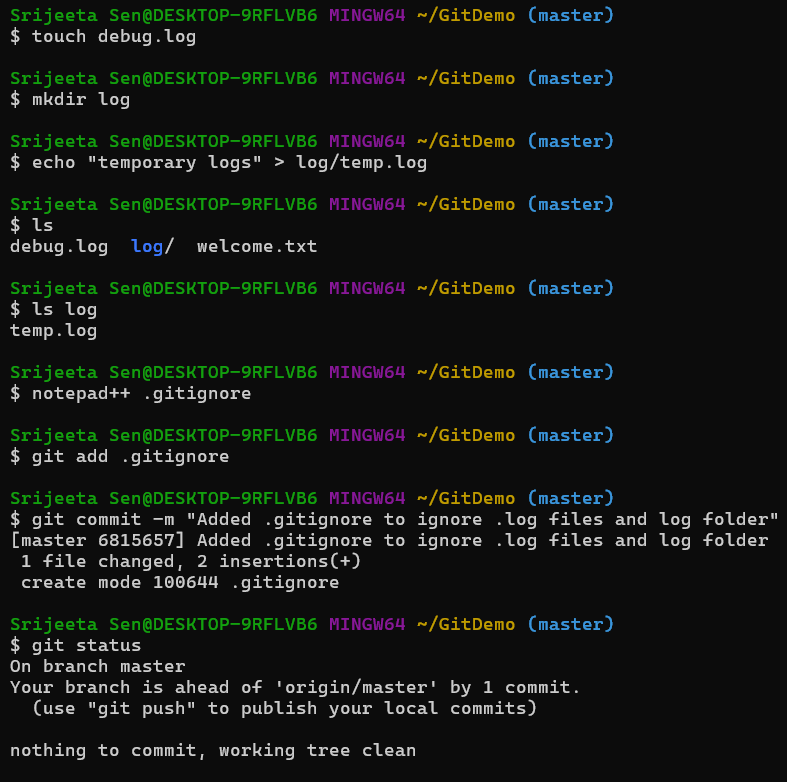 Srijeeta Sen@DESKTOP-9RFLVB6 MINGW64 ~/GitDemo (master)
$ touch debug.log

Srijeeta Sen@DESKTOP-9RFLVB6 MINGW64 ~/GitDemo (master)
$ mkdir log

Srijeeta Sen@DESKTOP-9RFLVB6 MINGW64 ~/GitDemo (master)
$ echo "temporary logs" > log/temp.log

Srijeeta Sen@DESKTOP-9RFLVB6 MINGW64 ~/GitDemo (master)
$ ls
debug.log  log/  welcome.txt

Srijeeta Sen@DESKTOP-9RFLVB6 MINGW64 ~/GitDemo (master)
$ ls log
temp.log

Srijeeta Sen@DESKTOP-9RFLVB6 MINGW64 ~/GitDemo (master)
$ notepad++ .gitignore

Srijeeta Sen@DESKTOP-9RFLVB6 MINGW64 ~/GitDemo (master)
$ git add .gitignore

Srijeeta Sen@DESKTOP-9RFLVB6 MINGW64 ~/GitDemo (master)
$ git commit -m "Added .gitignore to ignore .log files and log folder"
[master 6815657] Added .gitignore to ignore .log files and log folder
 1 file changed, 2 insertions(+)
 create mode 100644 .gitignore

Srijeeta Sen@DESKTOP-9RFLVB6 MINGW64 ~/GitDemo (master)
$ git status
On branch master
Your branch is ahead of 'origin/master' by 1 commit.
  (use "git push" to publish your local commits)

nothing to commit, working tree clean